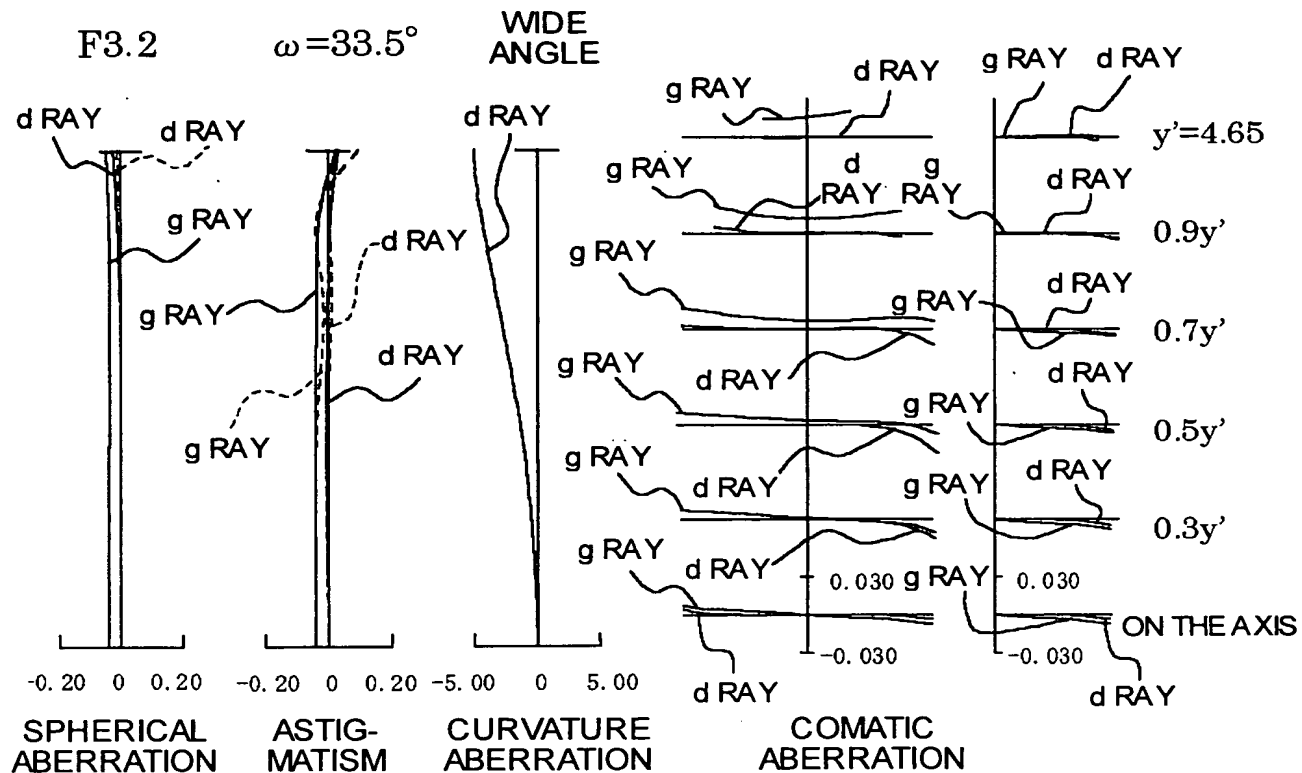 F3.2
ω=33.5°
WIDE
ANGLE
d RAY
d RAY
g RAY
g RAY
d RAY
d RAY
g RAY
d RAY
g RAY
d RAY
g RAY
d RAY
y'=4.65
g RAY
d
RAY
g
RAY
d RAY
0.9y'
g RAY
d RAY
g RAY
d RAY
0.7y'
g RAY
d RAY
g RAY
d RAY
0.5y'
g RAY
d RAY
g RAY
d RAY
0.3y'
g RAY
d RAY
g RAY
d RAY
ON THE AXIS
0.030
-0.030
0.030
-0.030
-0.20 0 0.20
-0.20 0 0.20
-5.00 0 5.00
SPHERICAL
ABERRATION
ASTIG-
MATISM
CURVATURE
ABERRATION
COMATIC
ABERRATION